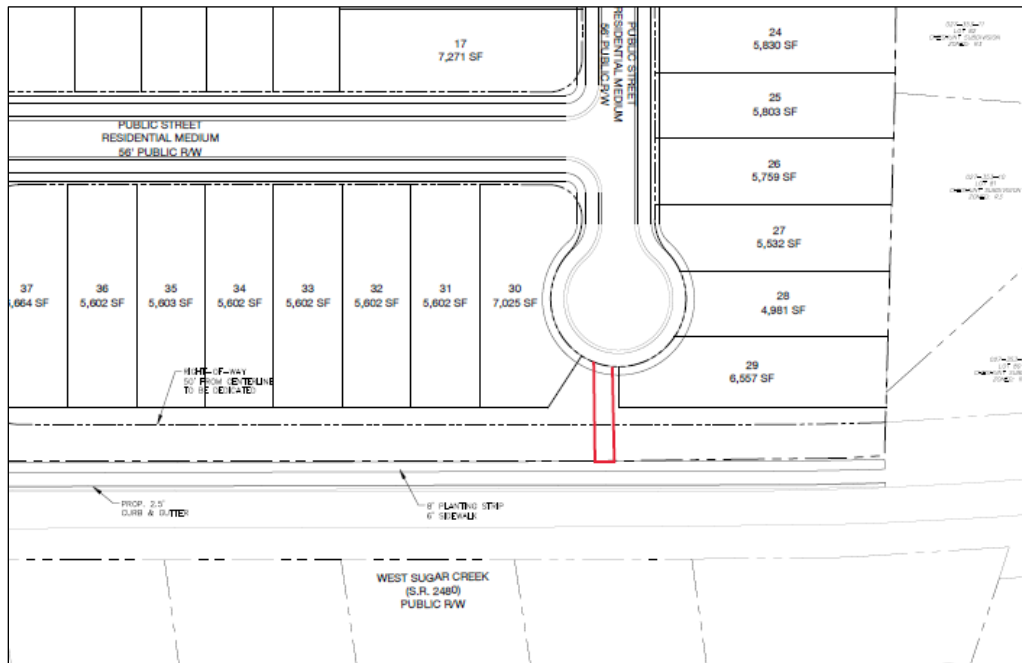 17
7,271 SF
PUBLIC STREET
RESIDENTIAL MEDIUM
56' PUBLIC R/W
24
5,830 SF
25
5,803 SF
26
5,759 SF
27
5,532 SF
28
4,981 SF
29
6,557 SF
PUBLIC STREET
RESIDENTIAL MEDIUM
56' PUBLIC R/W
37
,664 SF
36
5,602 SF
35
5,603 SF
34
5,602 SF
33
5,602 SF
32
5,602 SF
31
5,602 SF
30
7,025 SF
RIGHT-OF-WAY
50' FROM CENTERLINE
TO BE DEDICATED
PROP. 2.5'
CURB & GUTTER
8' PLANTING STRIP
6' SIDEWALK
WEST SUGAR CREEK
(S.R. 2480)
PUBLIC R/W